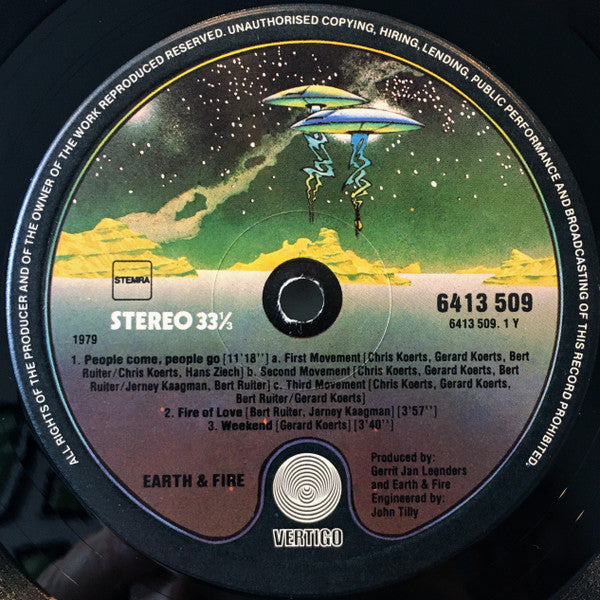 ALL RIGHTS OF THE PRODUCER AND OF THE OWNER OF THE WORK REPRODUCED RESERVED. UNAUTHORISED COPYING, HIRING, LENDING, PUBLIC PERFORMANCE AND BROADCASTING OF THIS RECORD PROHIBITED.
STEMRA
STEREO 33⅓
6413 509
6413 509. 1 Y
1979
1. People come, people go [11'18''] a. First Movement [Chris Koerts, Gerard Koerts, Bert
Ruiter/Chris Koerts, Hans Ziech] b. Second Movement [Chris Koerts, Gerard Koerts, Bert
Ruiter/Jerney Kaagman, Bert Ruiter] c. Third Movement [Chris Koerts, Gerard Koerts,
Bert Ruiter/Gerard Koerts]
2. Fire of Love [Bert Ruiter, Jerney Kaagman] [3'57'']
3. Weekend [Gerard Koerts] [3'40'']
EARTH & FIRE
Produced by:
Gerrit Jan Leenders
and Earth & Fire
Engineered by:
John Tilly
VERTIGO